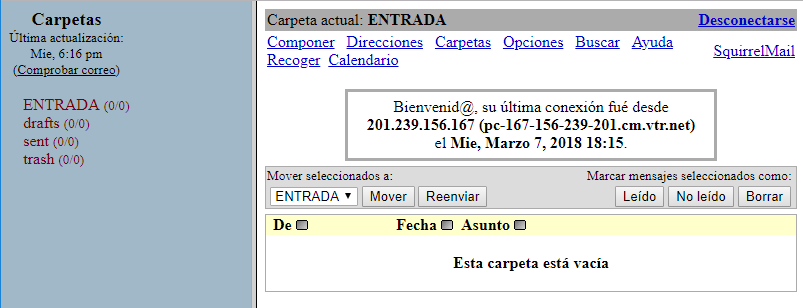 Carpetas
Última actualización:
Mie, 6:16 pm
(Comprobar correo)
ENTRADA (0/0)
drafts (0/0)
sent (0/0)
trash (0/0)
Carpeta actual: ENTRADA Desconectarse
Componer Direcciones Carpetas Opciones Buscar Ayuda SquirrelMail
Recoger Calendario
Bienvenid@, su última conexión fué desde
201.239.156.167 (pc-167-156-239-201.cm.vtr.net)
el Mie, Marzo 7, 2018 18:15.
Mover seleccionados a: Marcar mensajes seleccionados como:
ENTRADA Mover Reenviar Leído No leído Borrar
De Fecha Asunto
Esta carpeta está vacía